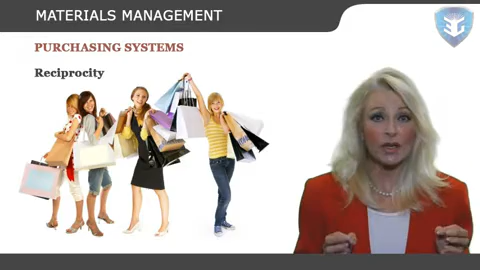 MATERIALS MANAGEMENT
PURCHASING SYSTEMS
Reciprocity